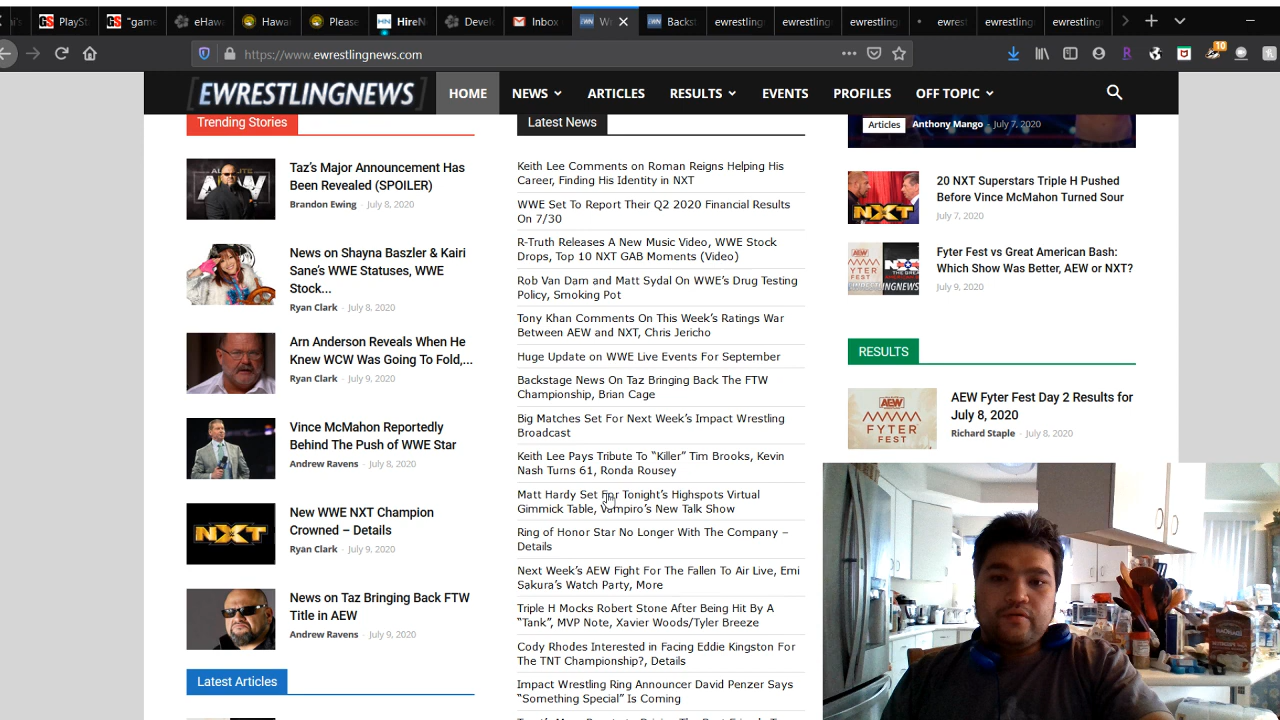 's
PlaySt
"game
eHawa
Hawai
Please
HireN
Devel
Inbox
W
Backst
ewrestling
ewrestling
ewrestling
ewrest
ewrestling
ewrestling
https://www.ewrestlingnews.com
10
EWRESTLINGNEWS
HOME
NEWS
ARTICLES
RESULTS
EVENTS
PROFILES
OFF TOPIC
Trending Stories
Taz's Major Announcement Has
Been Revealed (SPOILER)
Brandon Ewing - July 8, 2020
News on Shayna Baszler & Kairi
Sane's WWE Statuses, WWE
Stock...
Ryan Clark - July 8, 2020
Arn Anderson Reveals When He
Knew WCW Was Going To Fold,...
Ryan Clark - July 9, 2020
Vince McMahon Reportedly
Behind The Push of WWE Star
Andrew Ravens - July 8, 2020
NXT
New WWE NXT Champion
Crowned – Details
Ryan Clark - July 9, 2020
News on Taz Bringing Back FTW
Title in AEW
Andrew Ravens - July 9, 2020
Latest Articles
Latest News
Keith Lee Comments on Roman Reigns Helping His
Career, Finding His Identity in NXT
WWE Set To Report Their Q2 2020 Financial Results
On 7/30
R-Truth Releases A New Music Video, WWE Stock
Drops, Top 10 NXT GAB Moments (Video)
Rob Van Dam and Matt Sydal On WWE's Drug Testing
Policy, Smoking Pot
Tony Khan Comments On This Week's Ratings War
Between AEW and NXT, Chris Jericho
Huge Update on WWE Live Events For September
Backstage News On Taz Bringing Back The FTW
Championship, Brian Cage
Big Matches Set For Next Week's Impact Wrestling
Broadcast
Keith Lee Pays Tribute To “Killer” Tim Brooks, Kevin
Nash Turns 61, Ronda Rousey
Matt Hardy Set For Tonight's Highspots Virtual
Gimmick Table, Vampiro's New Talk Show
Ring of Honor Star No Longer With The Company –
Details
Next Week's AEW Fight For The Fallen To Air Live, Emi
Sakura's Watch Party, More
Triple H Mocks Robert Stone After Being Hit By A
“Tank”, MVP Note, Xavier Woods/Tyler Breeze
Cody Rhodes Interested in Facing Eddie Kingston For
The TNT Championship?, Details
Impact Wrestling Ring Announcer David Penzer Says
“Something Special” Is Coming
Articles
Anthony Mango - July 7, 2020
NXT
20 NXT Superstars Triple H Pushed
Before Vince McMahon Turned Sour
July 7, 2020
Fyter Fest vs Great American Bash:
Which Show Was Better, AEW or NXT?
July 9, 2020
RESULTS
AEW
FYTER
FEST
AEW Fyter Fest Day 2 Results for
July 8, 2020
Richard Staple - July 8, 2020